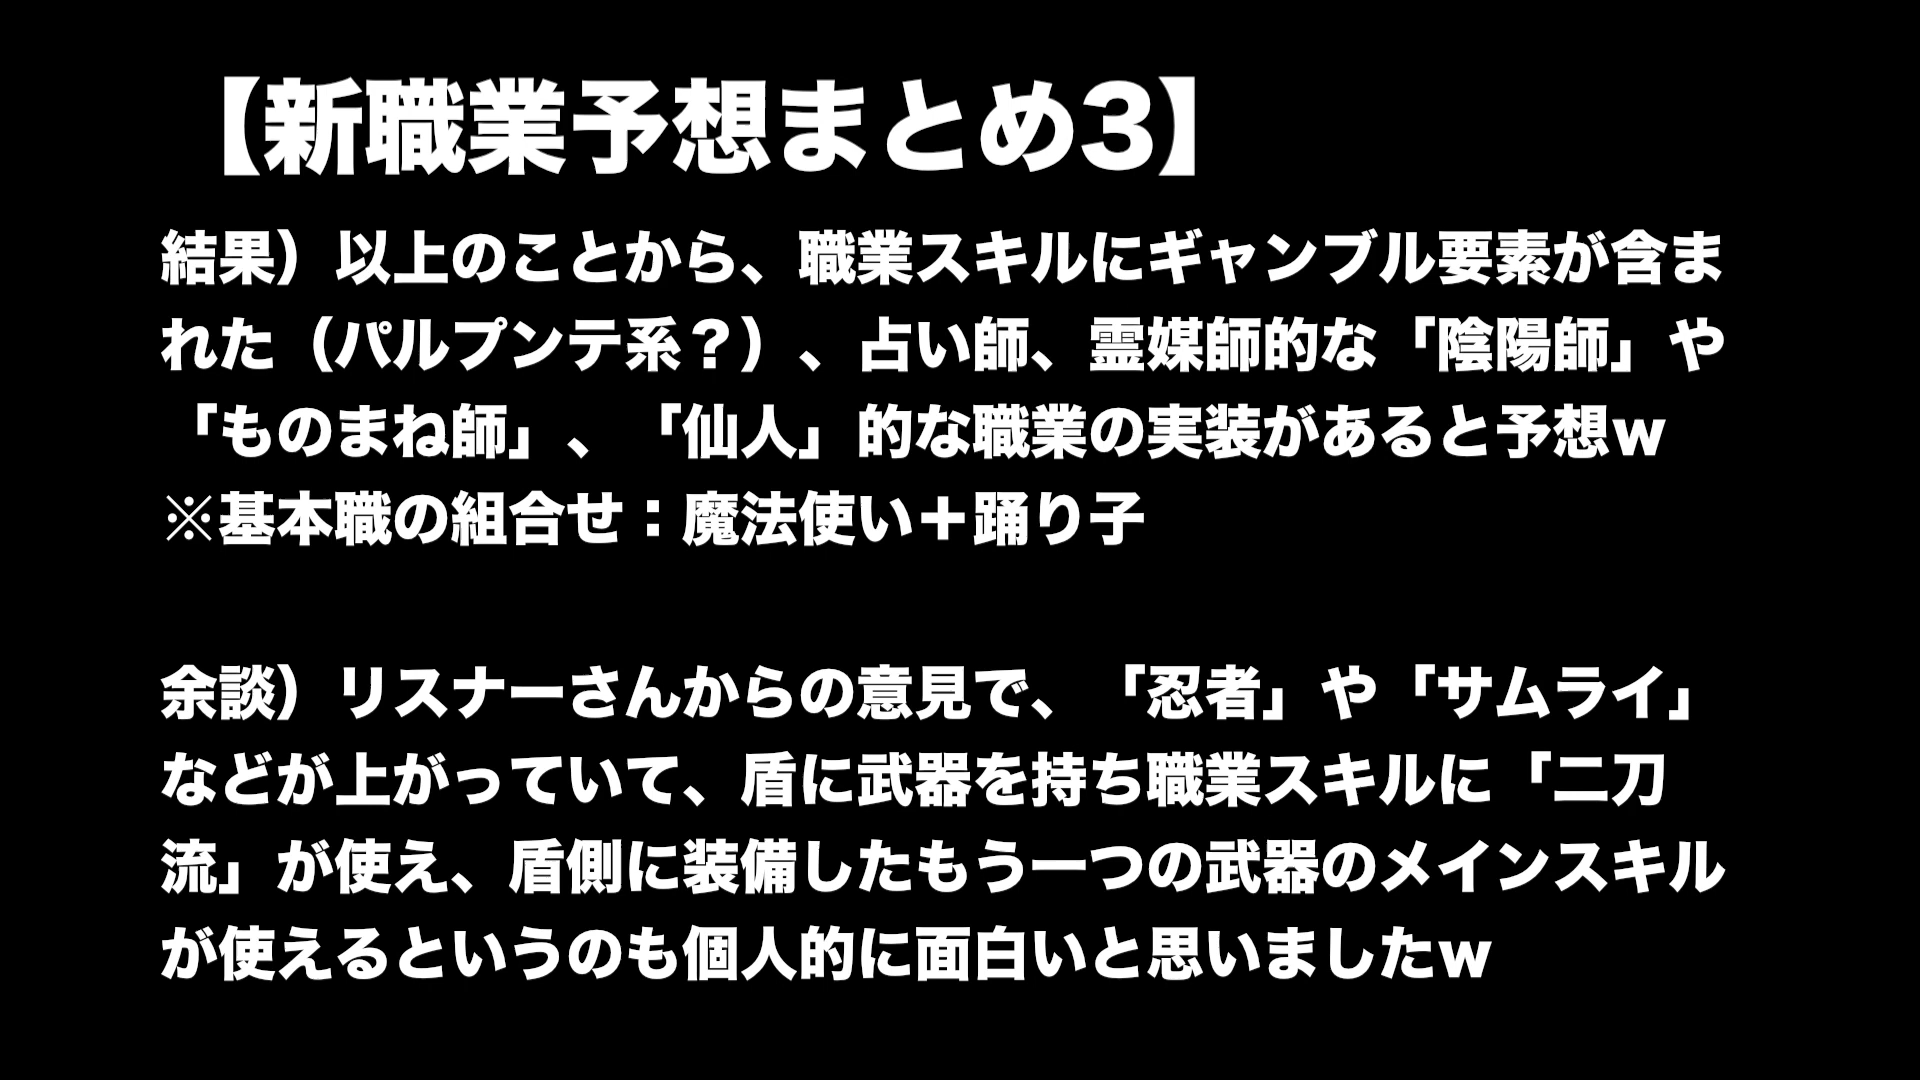 【新職業予想まとめ3】
結果）以上のことから、職業スキルにギャンブル要素が含ま
れた（パルプンテ系？）、占い師、霊媒師的な「陰陽師」や
「ものまね師」、「仙人」的な職業の実装があると予想w
※基本職の組合せ：魔法使い＋踊り子
余談）リスナーさんからの意見で、「忍者」や「サムライ」
などが上がっていて、盾に武器を持ち職業スキルに「二刀
流」が使え、盾側に装備したもう一つの武器のメインスキル
が使えるというのも個人的に面白いと思いましたw